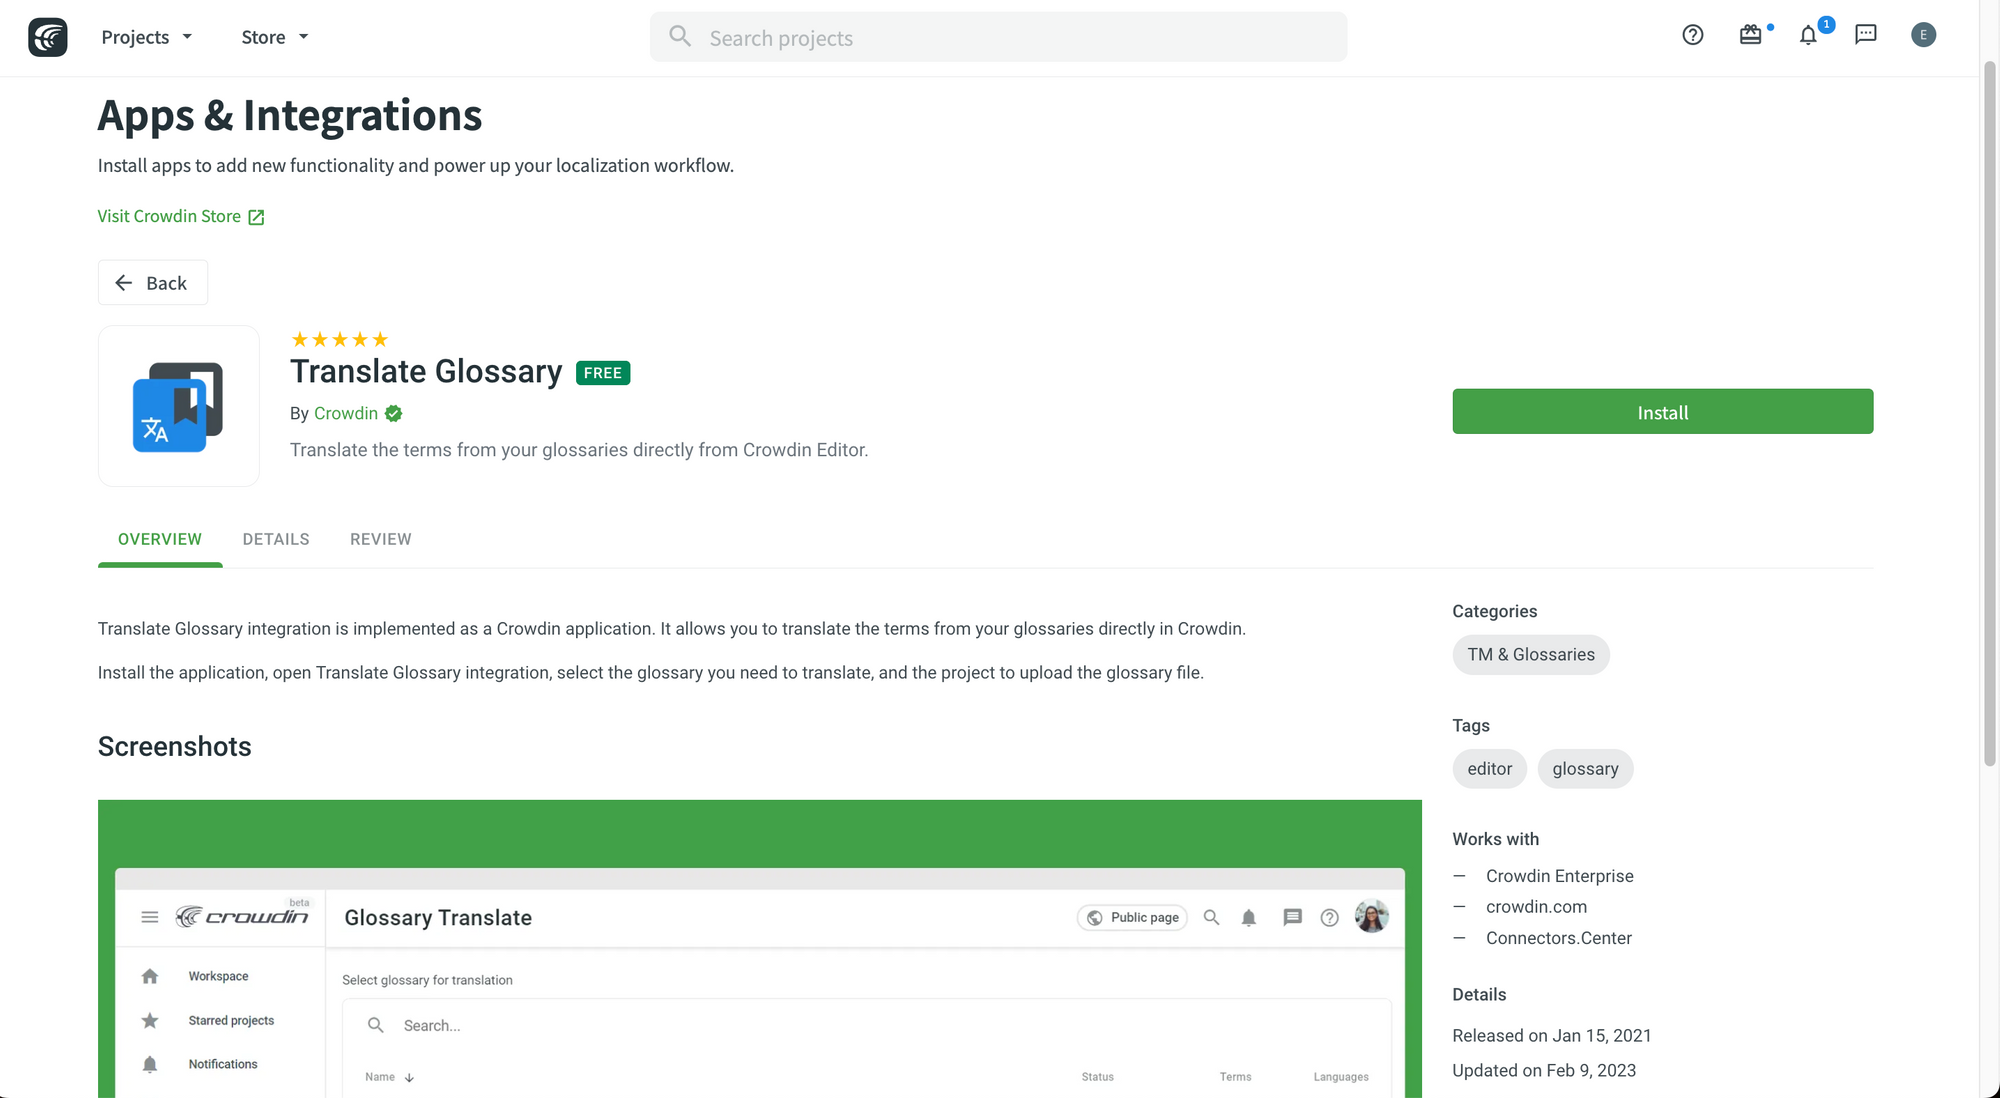 Projects
Store
Search projects
1
E
Apps & Integrations
Install apps to add new functionality and power up your localization workflow.
Visit Crowdin Store
Back
Translate Glossary FREE
By Crowdin
Translate the terms from your glossaries directly from Crowdin Editor.
Install
OVERVIEW
DETAILS
REVIEW
Translate Glossary integration is implemented as a Crowdin application. It allows you to translate the terms from your glossaries directly in Crowdin.
Install the application, open Translate Glossary integration, select the glossary you need to translate, and the project to upload the glossary file.
Screenshots
crowdin beta
Glossary Translate
Public page
Workspace
Starred projects
Notifications
Select glossary for translation
Search...
Name
Status
Terms
Languages
Categories
TM & Glossaries
Tags
editor
glossary
Works with
— Crowdin Enterprise
— crowdin.com
— Connectors.Center
Details
Released on Jan 15, 2021
Updated on Feb 9, 2023